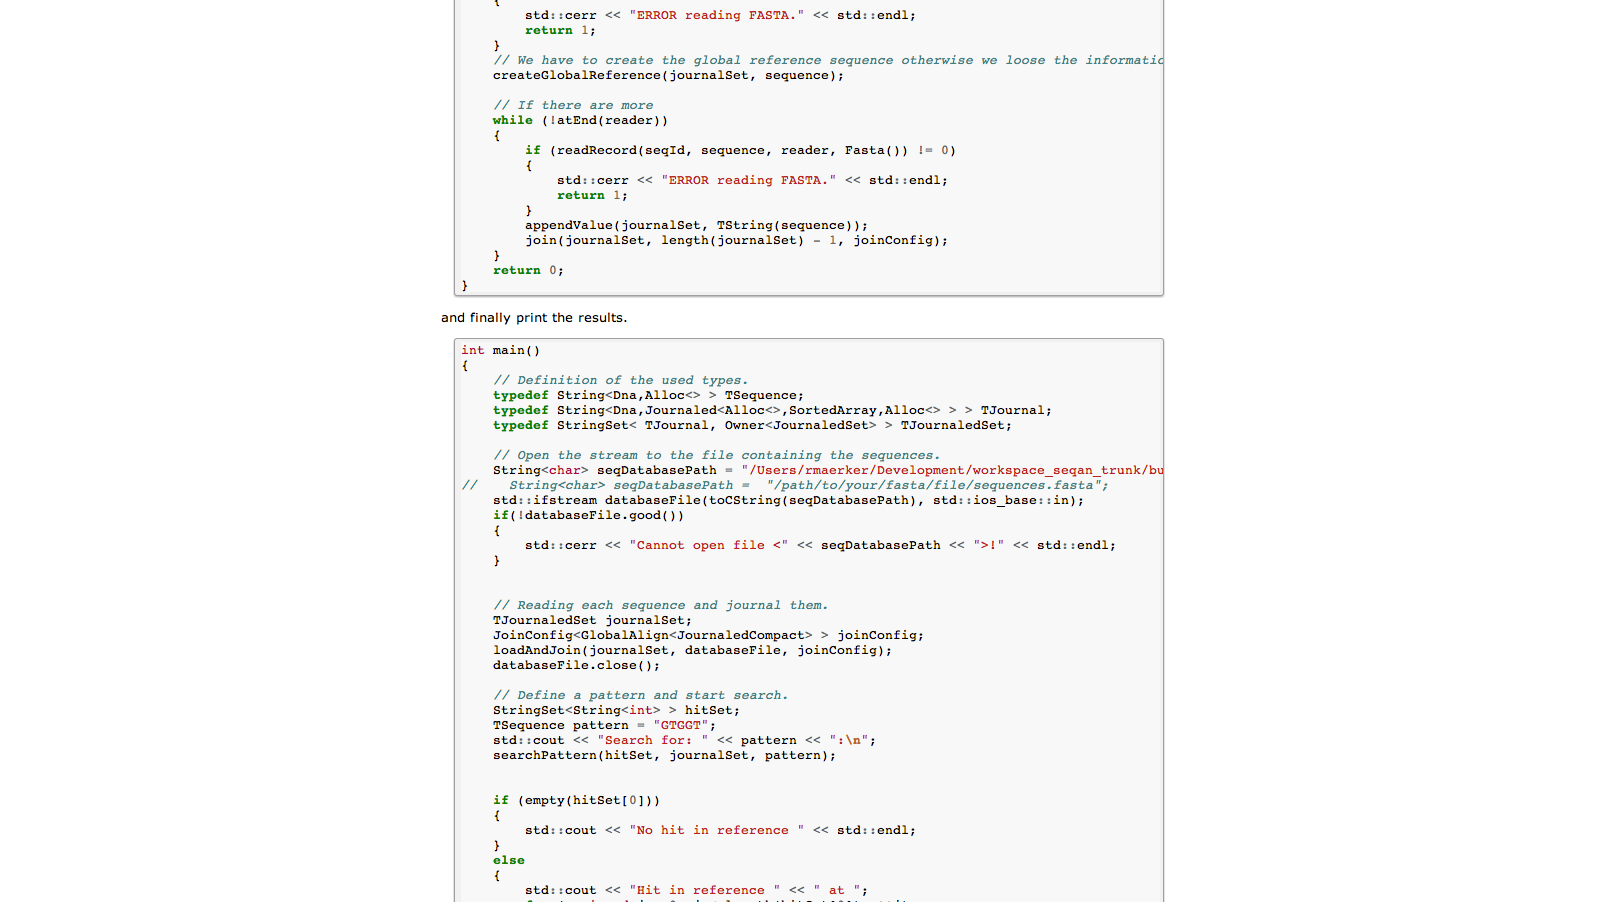 {
std::cerr << "ERROR reading FASTA." << std::endl;
return 1;
}
// We have to create the global reference sequence otherwise we loose the informatic
createGlobalReference(journalSet, sequence);
// If there are more
while (!atEnd(reader))
{
if (readRecord(seqId, sequence, reader, Fasta()) != 0)
{
std::cerr << "ERROR reading FASTA." << std::endl;
return 1;
}
appendValue(journalSet, TString(sequence));
join(journalSet, length(journalSet) - 1, joinConfig);
}
return 0;
}
and finally print the results.
int main()
{
// Definition of the used types.
typedef String<Dna,Alloc<> > TSequence;
typedef String<Dna,Journaled<Alloc<>,SortedArray,Alloc<> > > TJournal;
typedef StringSet< TJournal, Owner<JournaledSet> > TJournaledSet;
// Open the stream to the file containing the sequences.
String<char> seqDatabasePath = "/Users/rmaerker/Development/workspace_seqan_trunk/bu
// String<char> seqDatabasePath = "/path/to/your/fasta/file/sequences.fasta";
std::ifstream databaseFile(toCString(seqDatabasePath), std::ios_base::in);
if(!databaseFile.good())
{
std::cerr << "Cannot open file <" << seqDatabasePath << ">!" << std::endl;
}
// Reading each sequence and journal them.
TJournaledSet journalSet;
JoinConfig<GlobalAlign<JournaledCompact> > joinConfig;
loadAndJoin(journalSet, databaseFile, joinConfig);
databaseFile.close();
// Define a pattern and start search.
StringSet<String<int> > hitSet;
TSequence pattern = "GTGGT";
std::cout << "Search for: " << pattern << ":\n";
searchPattern(hitSet, journalSet, pattern);
if (empty(hitSet[0]))
{
std::cout << "No hit in reference " << std::endl;
}
else
{
std::cout << "Hit in reference " << " at ";